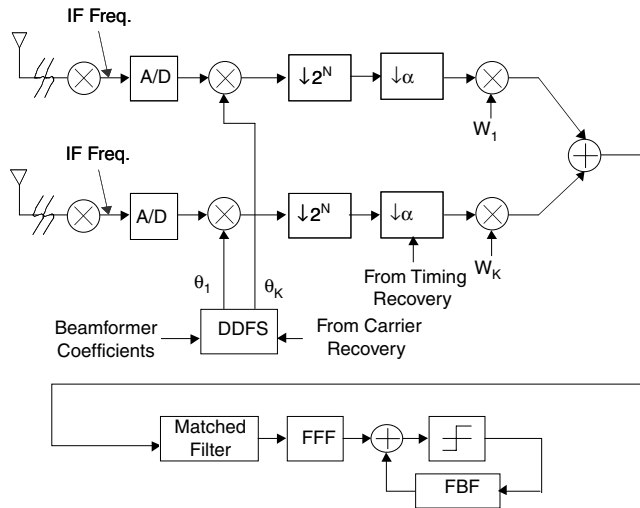 IF Freq.
A/D
↓2^N
↓α
W_1
IF Freq.
A/D
↓2^N
↓α
W_K
θ_1
θ_K
From Timing
Recovery
Beamformer
Coefficients
DDFS
From Carrier
Recovery
Matched
Filter
FFF
FBF